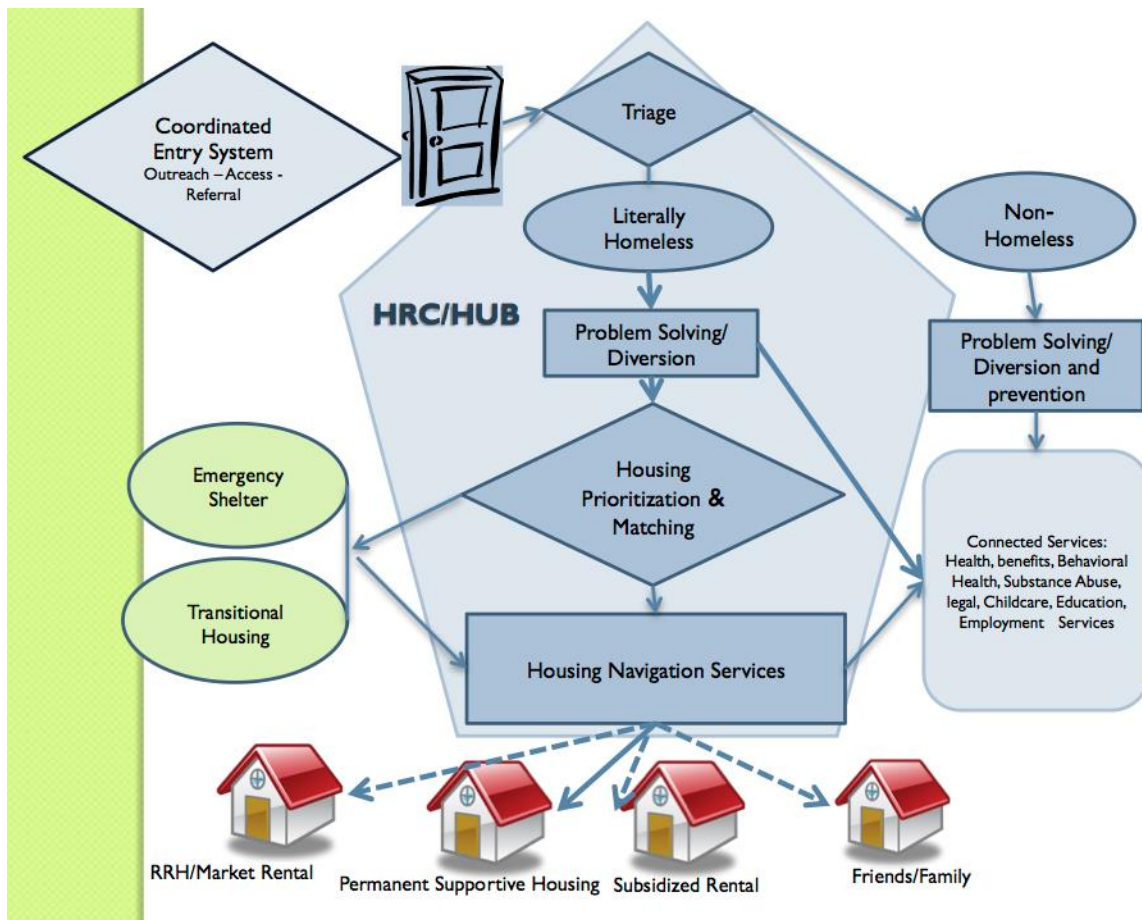 Coordinated
Entry System
Outreach – Access -
Referral
Triage
Literally
Homeless
Non-
Homeless
HRC/HUB
Problem Solving/
Diversion
Problem Solving/
Diversion and
prevention
Emergency
Shelter
Housing
Prioritization &
Matching
Connected Services:
Health, benefits, Behavioral
Health, Substance Abuse,
legal, Childcare, Education,
Employment Services
Transitional
Housing
Housing Navigation Services
RRH/Market Rental
Permanent Supportive Housing
Subsidized Rental
Friends/Family